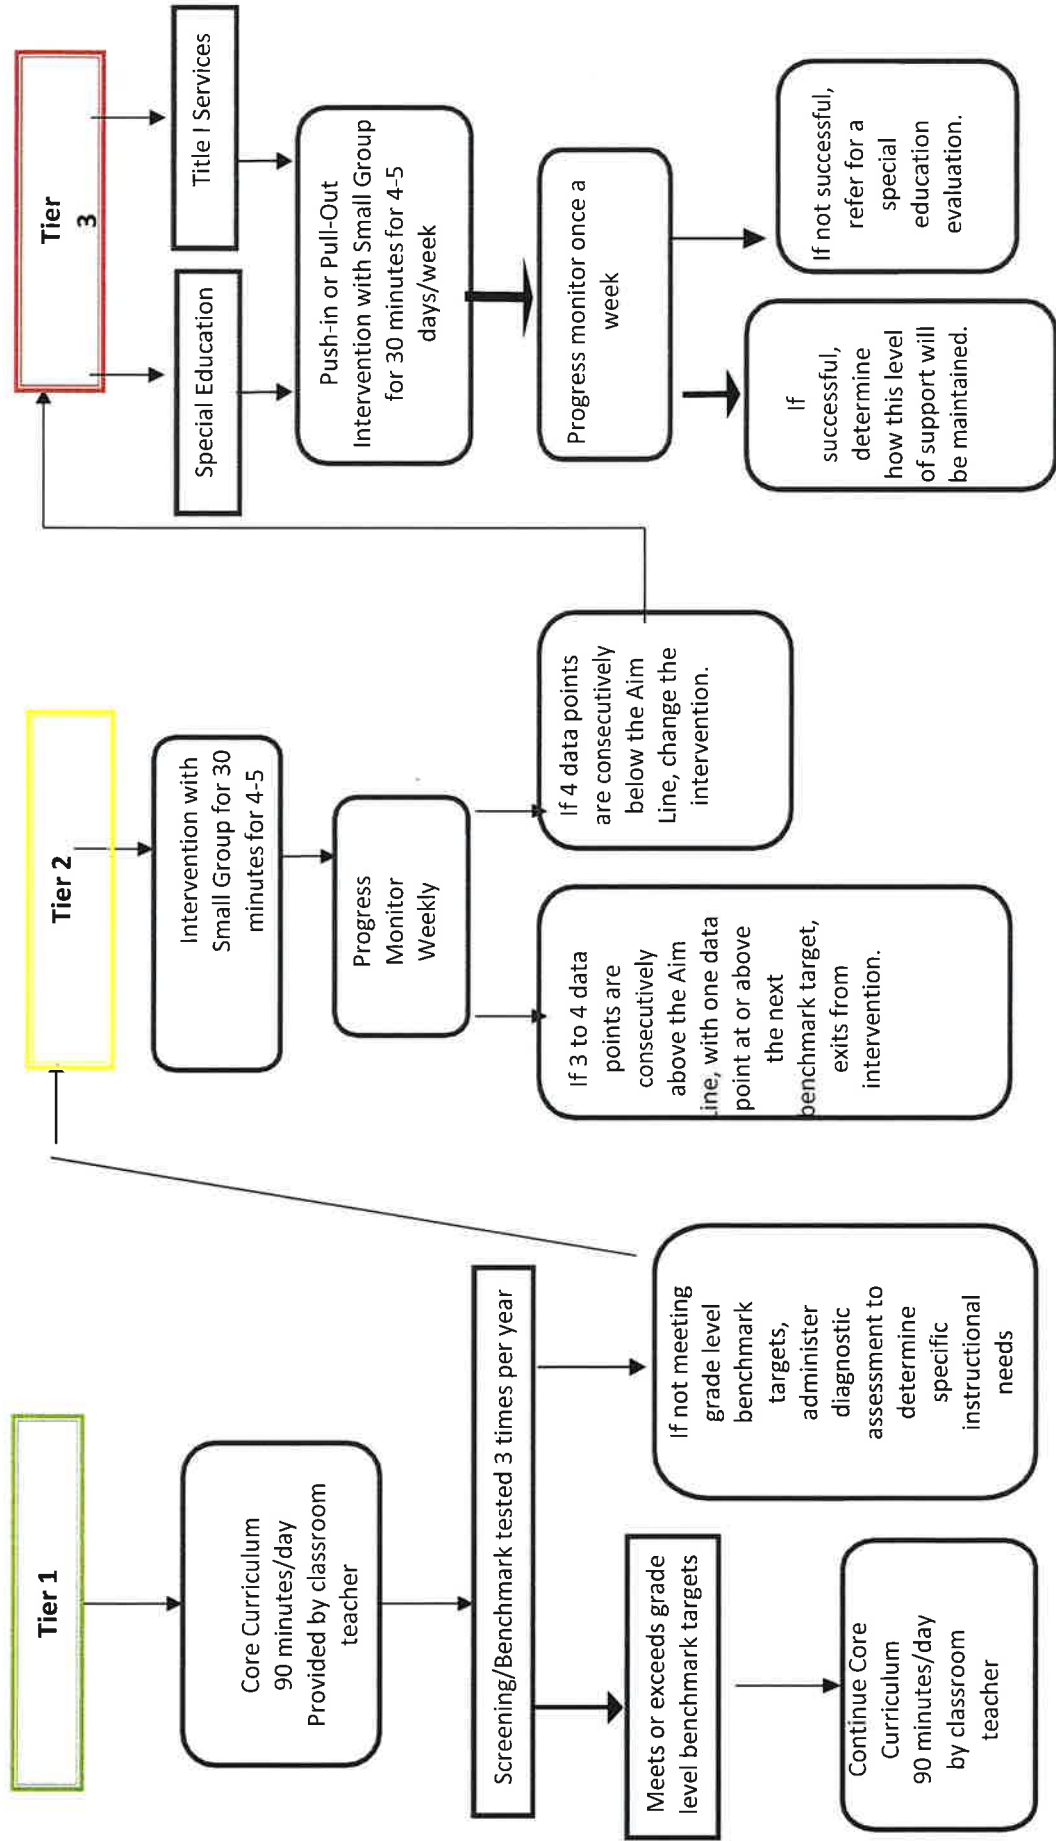 Tier 1
Core Curriculum
90 minutes/day
Provided by classroom
teacher
Screening/Benchmark tested 3 times per year
Meets or exceeds grade
level benchmark targets
Continue Core
Curriculum
90 minutes/day
by classroom
teacher
If not meeting
grade level
benchmark
targets,
administer
diagnostic
assessment to
determine
specific
instructional
needs
Tier 2
Intervention with
Small Group for 30
minutes for 4-5
Progress
Monitor
Weekly
If 3 to 4 data
points are
consecutively
above the Aim
Line, with one data
point at or above
the next
benchmark target,
exits from
intervention.
If 4 data points
are consecutively
below the Aim
Line, change the
intervention.
Tier
3
Special Education
Title I Services
Push-in or Pull-Out
Intervention with Small Group
for 30 minutes for 4-5
days/week
Progress monitor once a
week
If
successful,
determine
how this level
of support will
be maintained.
If not successful,
refer for a
special
education
evaluation.